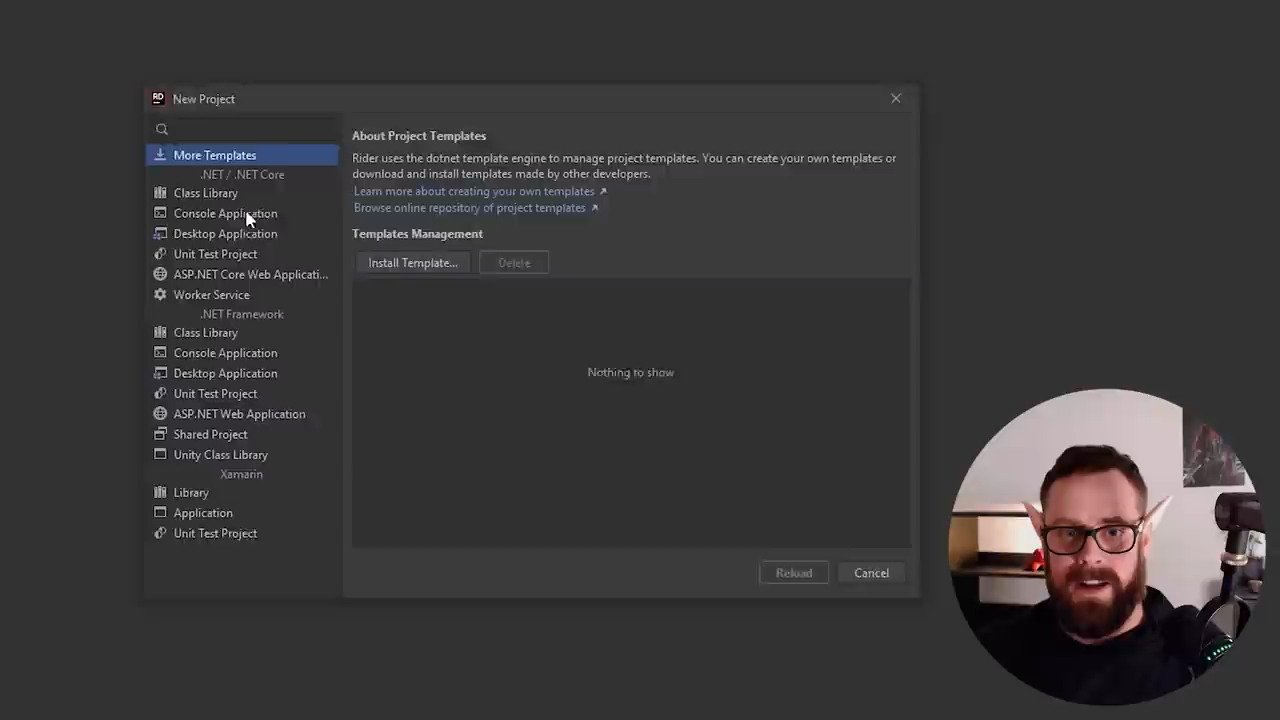 RD
New Project
More Templates
.NET / .NET Core
Class Library
Console Application
Desktop Application
Unit Test Project
ASP.NET Core Web Applicati...
Worker Service
.NET Framework
Class Library
Console Application
Desktop Application
Unit Test Project
ASP.NET Web Application
Shared Project
Unity Class Library
Xamarin
Library
Application
Unit Test Project
About Project Templates
Rider uses the dotnet template engine to manage project templates. You can create your own templates or
download and install templates made by other developers.
Learn more about creating your own templates
Browse online repository of project templates
Templates Management
Install Template...
Delete
Nothing to show
Reload
Cancel